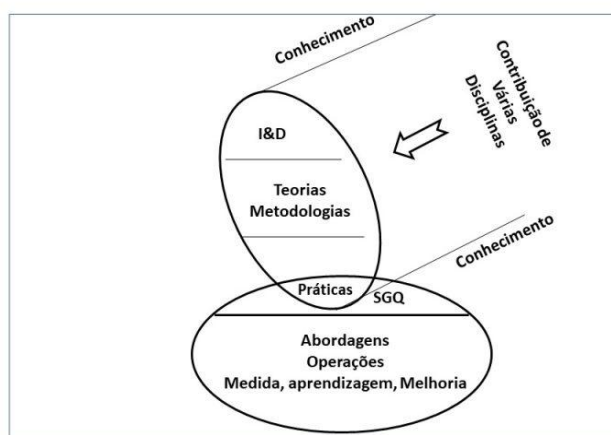 Conhecimento
Contribuição de
Várias
Disciplinas
I&D
Teorias
Metodologias
Conhecimento
Práticas
SGQ
Abordagens
Operações
Medida, aprendizagem, Melhoria